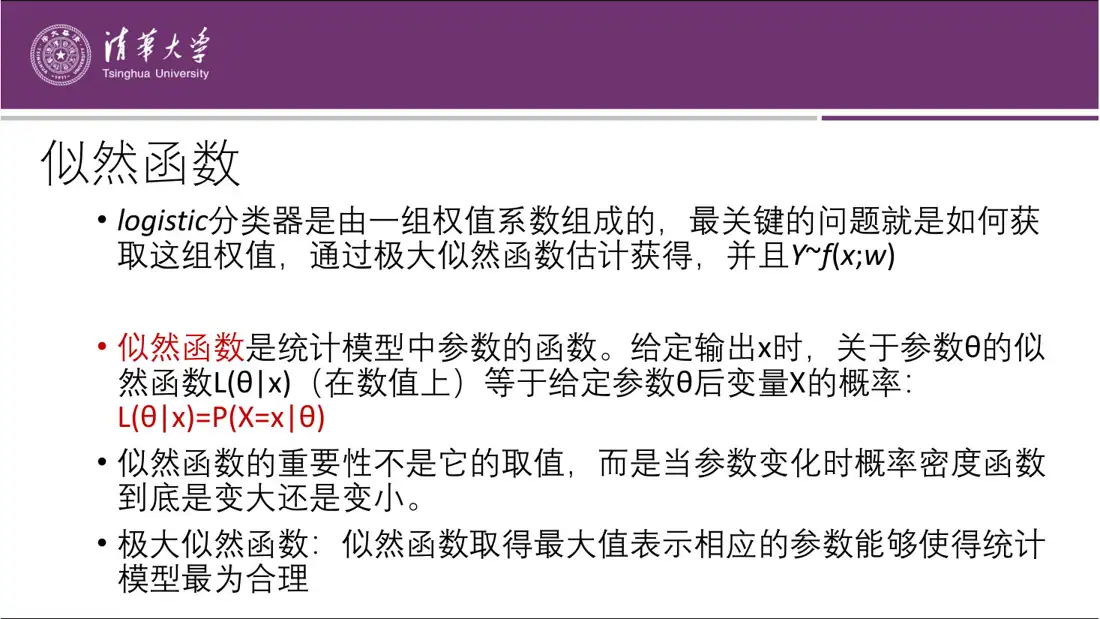 清华大学
Tsinghua University
似然函数
• logistic分类器是由一组权值系数组成的，最关键的问题就是如何获
取这组权值，通过极大似然函数估计获得，并且Y~f(x;w)
• 似然函数是统计模型中参数的函数。给定输出x时，关于参数θ的似
然函数L(θ|x)（在数值上）等于给定参数θ后变量X的概率：
L(θ|x)=P(X=x|θ)
• 似然函数的重要性不是它的取值，而是当参数变化时概率密度函数
到底是变大还是变小。
• 极大似然函数：似然函数取得最大值表示相应的参数能够使得统计
模型最为合理